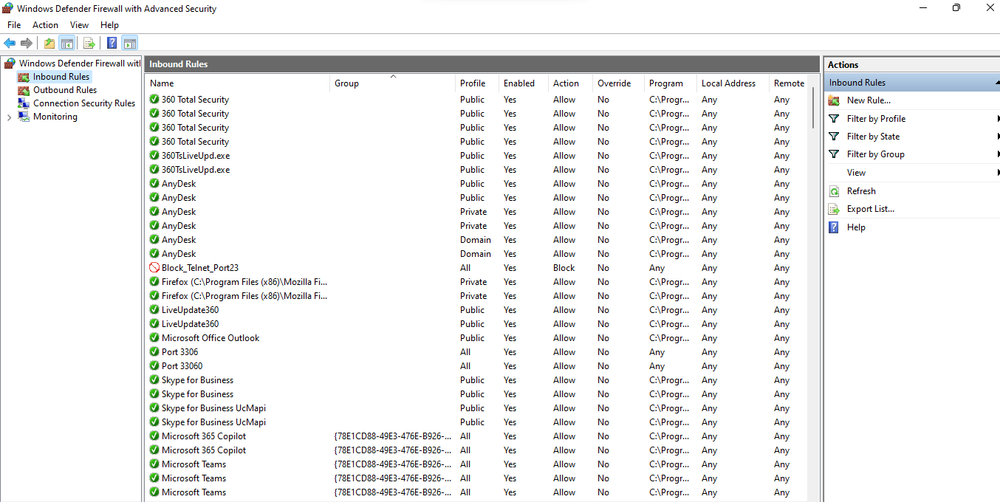 Windows Defender Firewall with Advanced Security
File Action View Help
Windows Defender Firewall witl
Inbound Rules
Outbound Rules
Connection Security Rules
Monitoring
Inbound Rules
Name Group Profile Enabled Action Override Program Local Address Remote
360 Total Security Public Yes Allow No C:\Progr... Any Any
360 Total Security Public Yes Allow No C:\Progr... Any Any
360 Total Security Public Yes Allow No C:\Progr... Any Any
360 Total Security Public Yes Allow No C:\Progr... Any Any
360TsLiveUpd.exe Public Yes Allow No C:\Progr... Any Any
360TsLiveUpd.exe Public Yes Allow No C:\Progr... Any Any
AnyDesk Public Yes Allow No C:\Progr... Any Any
AnyDesk Public Yes Allow No C:\Progr... Any Any
AnyDesk Private Yes Allow No C:\Progr... Any Any
AnyDesk Private Yes Allow No C:\Progr... Any Any
AnyDesk Domain Yes Allow No C:\Progr... Any Any
AnyDesk Domain Yes Allow No C:\Progr... Any Any
Block_Telnet_Port23 All Yes Block No Any Any Any
Firefox (C:\Program Files (x86)\Mozilla Fi... Private Yes Allow No C:\Progr... Any Any
Firefox (C:\Program Files (x86)\Mozilla Fi... Private Yes Allow No C:\Progr... Any Any
LiveUpdate360 Public Yes Allow No C:\Progr... Any Any
LiveUpdate360 Public Yes Allow No C:\Progr... Any Any
Microsoft Office Outlook Public Yes Allow No C:\Progr... Any Any
Port 3306 All Yes Allow No Any Any Any
Port 33060 All Yes Allow No Any Any Any
Skype for Business Public Yes Allow No C:\Progr... Any Any
Skype for Business Public Yes Allow No C:\Progr... Any Any
Skype for Business UcMapi Public Yes Allow No C:\Progr... Any Any
Skype for Business UcMapi Public Yes Allow No C:\Progr... Any Any
Microsoft 365 Copilot {78E1CD88-49E3-476E-B926-... All Yes Allow No C:\Progr... Any Any
Microsoft 365 Copilot {78E1CD88-49E3-476E-B926-... All Yes Allow No C:\Progr... Any Any
Microsoft Teams {78E1CD88-49E3-476E-B926-... All Yes Allow No C:\Progr... Any Any
Microsoft Teams {78E1CD88-49E3-476E-B926-... All Yes Allow No C:\Progr... Any Any
Microsoft Teams {78E1CD88-49E3-476E-B926-... All Yes Allow No C:\Progr... Any Any
Actions
Inbound Rules
New Rule...
Filter by Profile
Filter by State
Filter by Group
View
Refresh
Export List...
Help